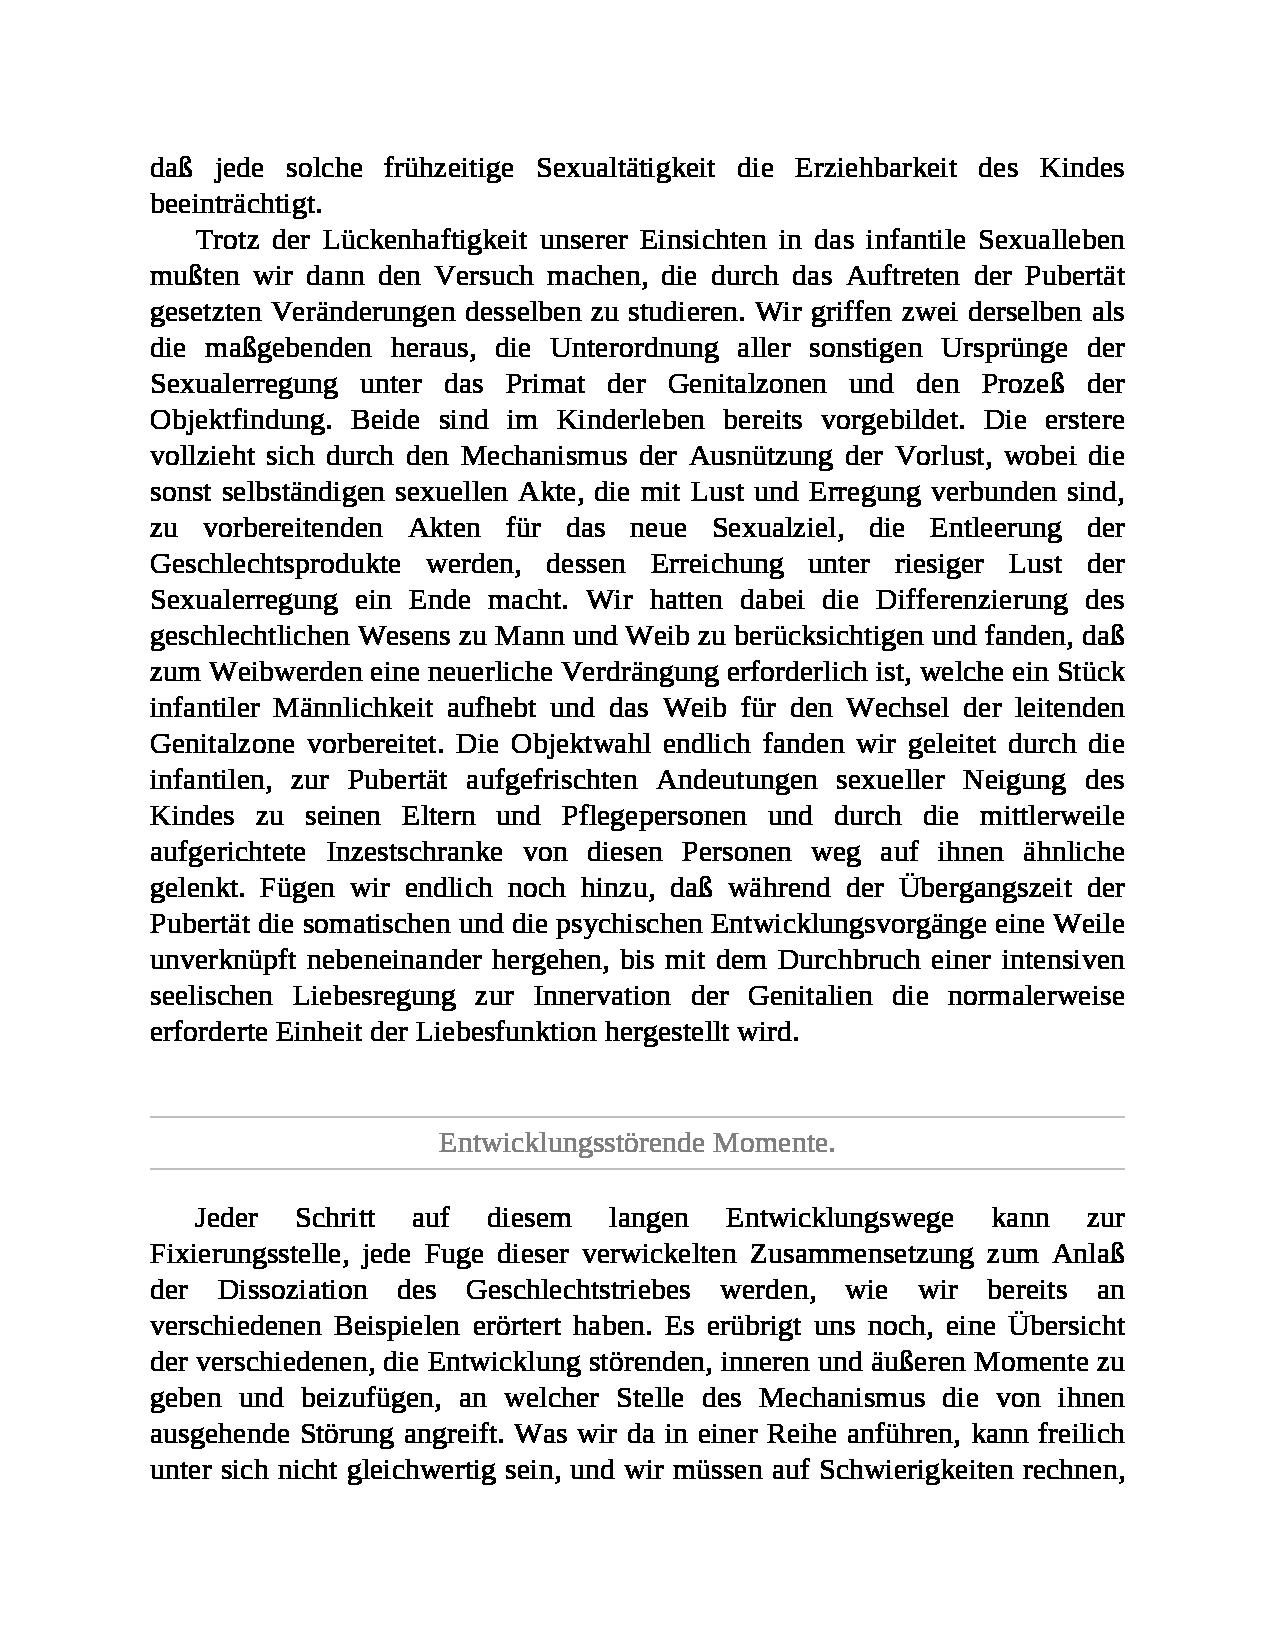 daß jede solche frühzeitige Sexualtätigkeit die Erziehbarkeit des Kindes
beeinträchtigt.
Trotz der Lückenhaftigkeit unserer Einsichten in das infantile Sexualleben
mußten wir dann den Versuch machen, die durch das Auftreten der Pubertät
gesetzten Veränderungen desselben zu studieren. Wir griffen zwei derselben als
die maßgebenden heraus, die Unterordnung aller sonstigen Ursprünge der
Sexualerregung unter das Primat der Genitalzonen und den Prozeß der
Objektfindung. Beide sind im Kinderleben bereits vorgebildet. Die erstere
vollzieht sich durch den Mechanismus der Ausnützung der Vorlust, wobei die
sonst selbständigen sexuellen Akte, die mit Lust und Erregung verbunden sind,
zu vorbereitenden Akten für das neue Sexualziel, die Entleerung der
Geschlechtsprodukte werden, dessen Erreichung unter riesiger Lust der
Sexualerregung ein Ende macht. Wir hatten dabei die Differenzierung des
geschlechtlichen Wesens zu Mann und Weib zu berücksichtigen und fanden, daß
zum Weibwerden eine neuerliche Verdrängung erforderlich ist, welche ein Stück
infantiler Männlichkeit aufhebt und das Weib für den Wechsel der leitenden
Genitalzone vorbereitet. Die Objektwahl endlich fanden wir geleitet durch die
infantilen, zur Pubertät aufgefrischten Andeutungen sexueller Neigung des
Kindes zu seinen Eltern und Pflegepersonen und durch die mittlerweile
aufgerichtete Inzestschranke von diesen Personen weg auf ihnen ähnliche
gelenkt. Fügen wir endlich noch hinzu, daß während der Übergangszeit der
Pubertät die somatischen und die psychischen Entwicklungsvorgänge eine Weile
unverknüpft nebeneinander hergehen, bis mit dem Durchbruch einer intensiven
seelischen Liebesregung zur Innervation der Genitalien die normalerweise
erforderte Einheit der Liebesfunktion hergestellt wird.
Entwicklungsstörende Momente.
Jeder Schritt auf diesem langen Entwicklungswege kann zur
Fixierungsstelle, jede Fuge dieser verwickelten Zusammensetzung zum Anlaß
der Dissoziation des Geschlechtstriebes werden, wie wir bereits an
verschiedenen Beispielen erörtert haben. Es erübrigt uns noch, eine Übersicht
der verschiedenen, die Entwicklung störenden, inneren und äußeren Momente zu
geben und beizufügen, an welcher Stelle des Mechanismus die von ihnen
ausgehende Störung angreift. Was wir da in einer Reihe anführen, kann freilich
unter sich nicht gleichwertig sein, und wir müssen auf Schwierigkeiten rechnen,